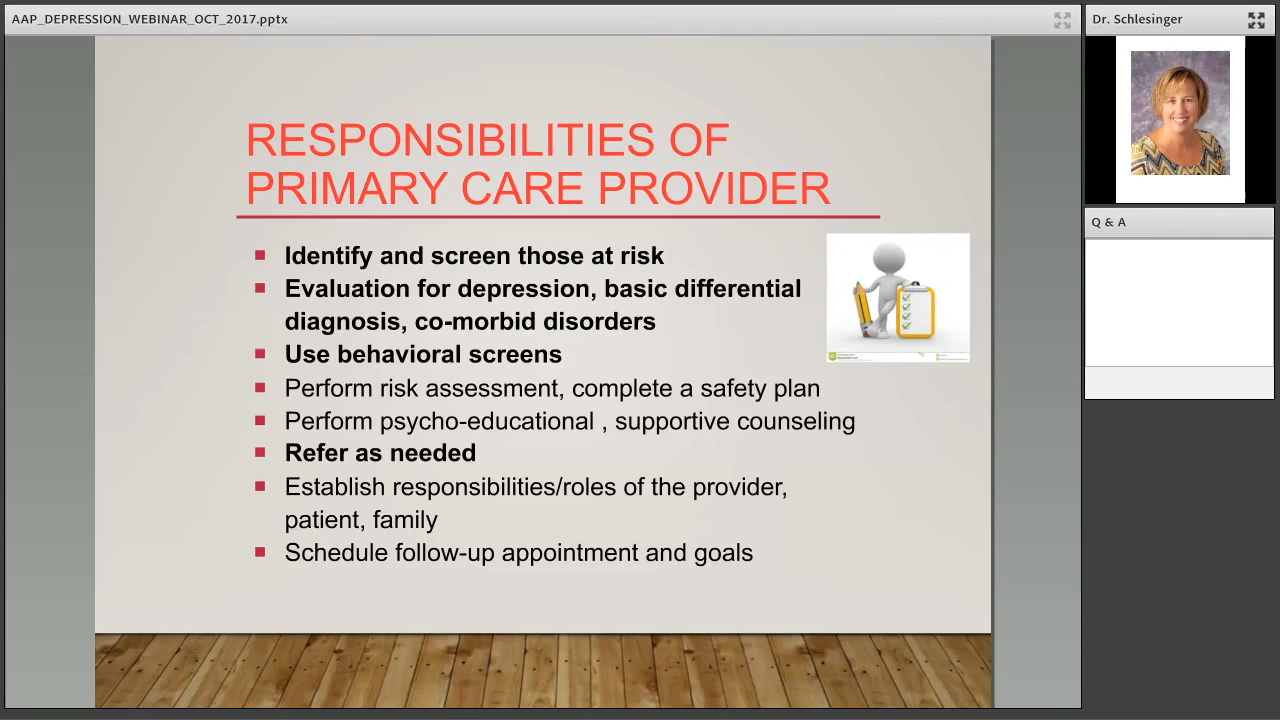 AAP_DEPRESSION_WEBINAR_OCT_2017.pptx
Dr. Schlesinger
Q & A
RESPONSIBILITIES OF
PRIMARY CARE PROVIDER
Identify and screen those at risk
Evaluation for depression, basic differential
diagnosis, co-morbid disorders
Use behavioral screens
Perform risk assessment, complete a safety plan
Perform psycho-educational , supportive counseling
Refer as needed
Establish responsibilities/roles of the provider,
patient, family
Schedule follow-up appointment and goals